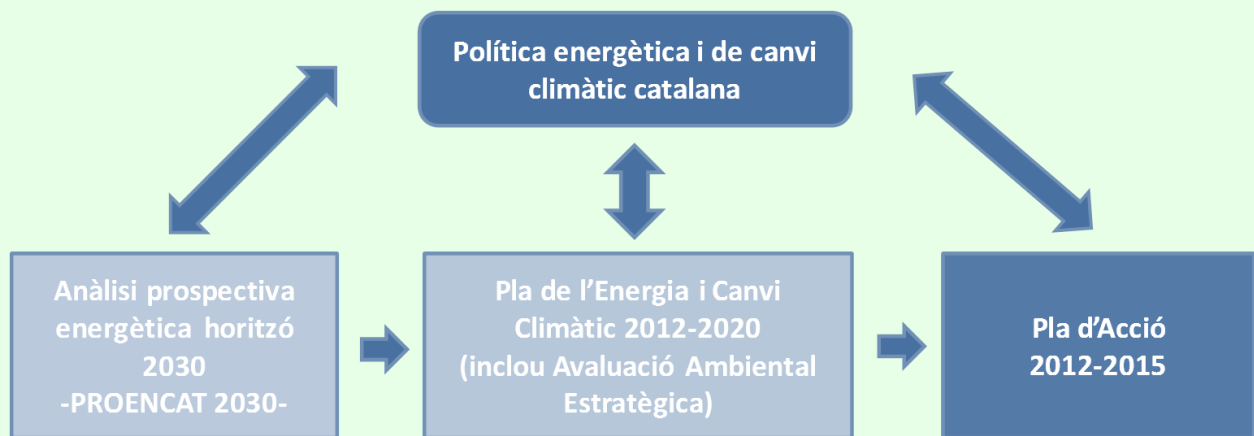 Política energètica i de canvi
climàtic catalana
Anàlisi prospectiva
energètica horitzó
2030
-PROENCAT 2030-
Pla de l’Energia i Canvi
Climàtic 2012-2020
(inclou Avaluació Ambiental
Estratègica)
Pla d’Acció
2012-2015